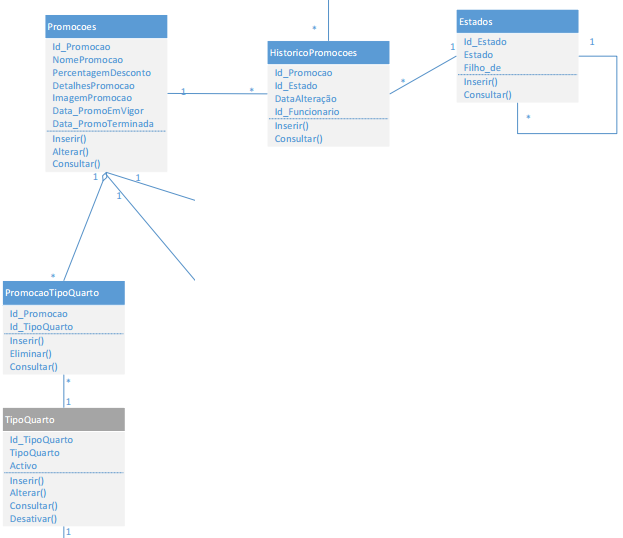 Promocoes
Id_Promocao
NomePromocao
PercentagemDesconto
DetalhesPromocao
ImagemPromocao
Data_PromoEmVigor
Data_PromoTerminada
Inserir()
Alterar()
Consultar()
1
*
*
HistoricoPromocoes
Id_Promocao
Id_Estado
DataAlteração
Id_Funcionario
Inserir()
Consultar()
*
1
Estados
Id_Estado
Estado
Filho_de
Inserir()
Consultar()
1
*
1
1
1
*
PromocaoTipoQuarto
Id_Promocao
Id_TipoQuarto
Inserir()
Eliminar()
Consultar()
*
1
TipoQuarto
Id_TipoQuarto
TipoQuarto
Activo
Inserir()
Alterar()
Consultar()
Desativar()
1